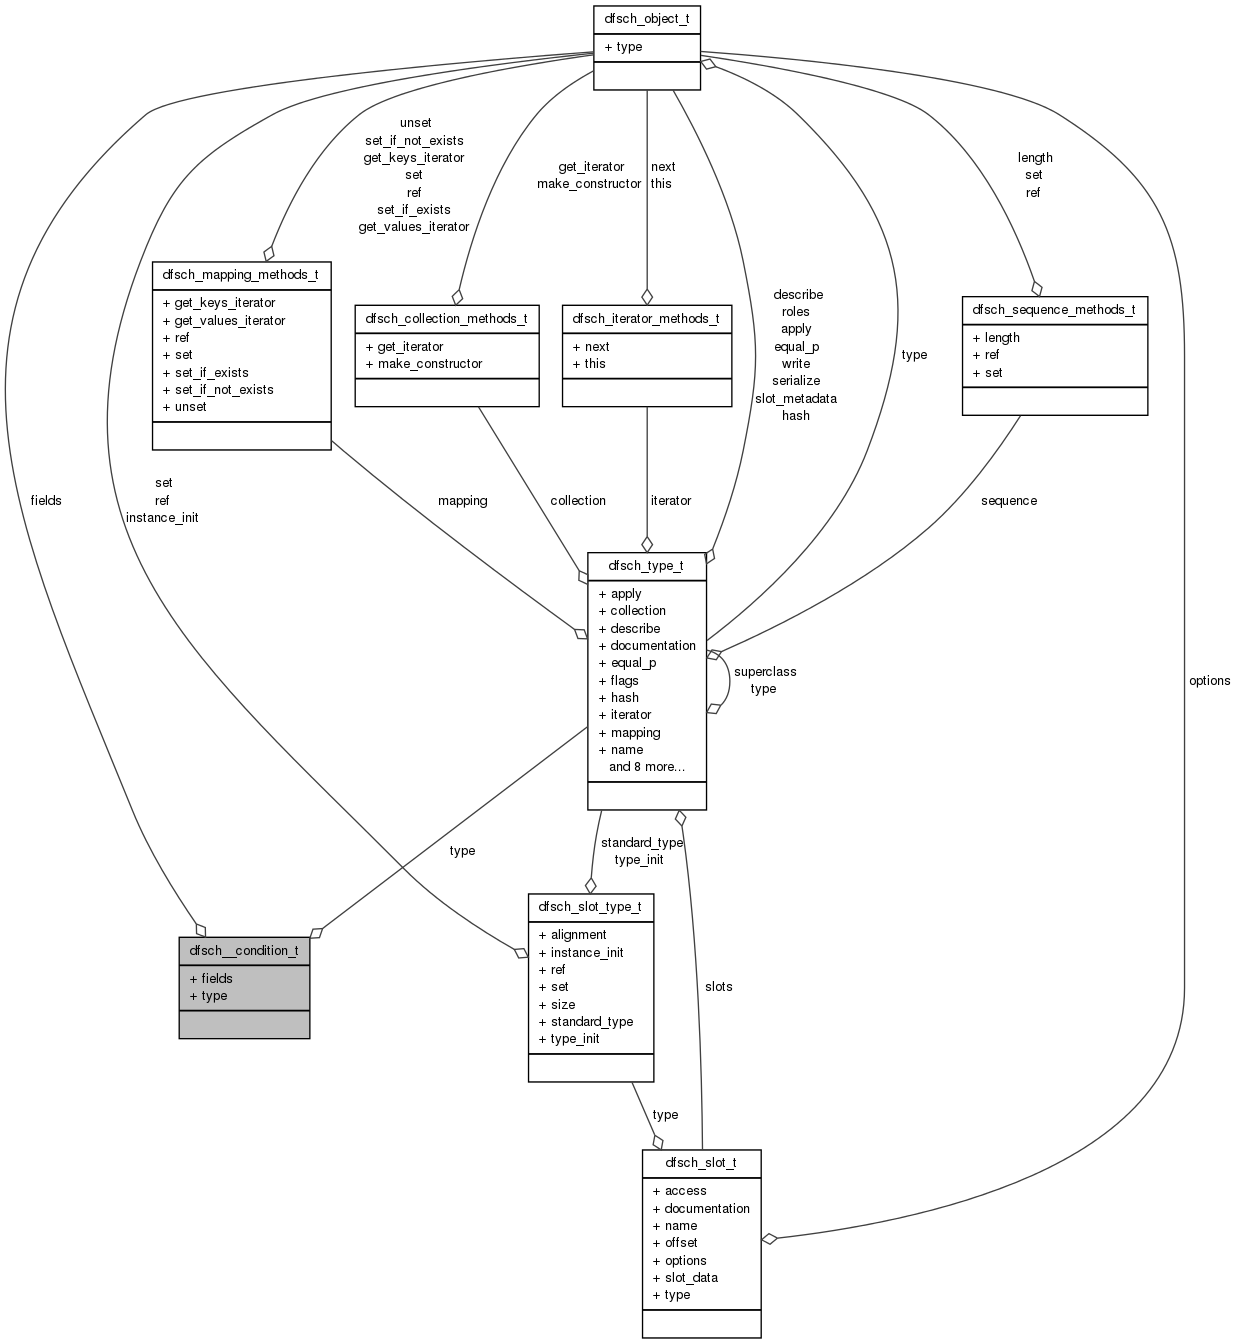 dfsch_object_t
+ type
unset
set_if_not_exists
get_keys_iterator
set
ref
set_if_exists
get_values_iterator
get_iterator
make_constructor
next
this
length
set
ref
dfsch_mapping_methods_t
+ get_keys_iterator
+ get_values_iterator
+ ref
+ set
+ set_if_exists
+ set_if_not_exists
+ unset
dfsch_collection_methods_t
+ get_iterator
+ make_constructor
dfsch_iterator_methods_t
+ next
+ this
describe
roles
apply
equal_p
write
serialize
slot_metadata
hash
type
dfsch_sequence_methods_t
+ length
+ ref
+ set
fields
set
ref
instance_init
mapping
collection
iterator
sequence
dfsch_type_t
+ apply
+ collection
+ describe
+ documentation
+ equal_p
+ flags
+ hash
+ iterator
+ mapping
+ name
and 8 more...
superclass
type
options
type
standard_type
type_init
slots
dfsch__condition_t
+ fields
+ type
dfsch_slot_type_t
+ alignment
+ instance_init
+ ref
+ set
+ size
+ standard_type
+ type_init
type
dfsch_slot_t
+ access
+ documentation
+ name
+ offset
+ options
+ slot_data
+ type